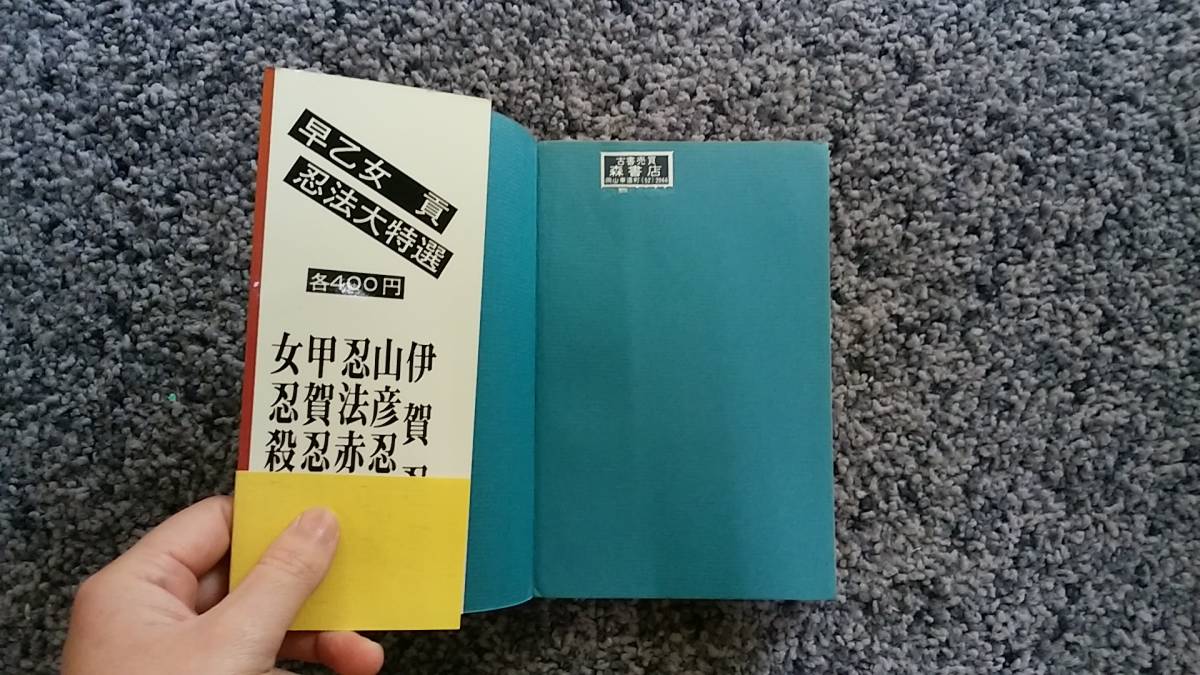 早乙女 貢
忍法大特選
各400円
伊賀忍
山彦忍
忍法赤
甲賀忍
女忍殺
古書売買
森書店